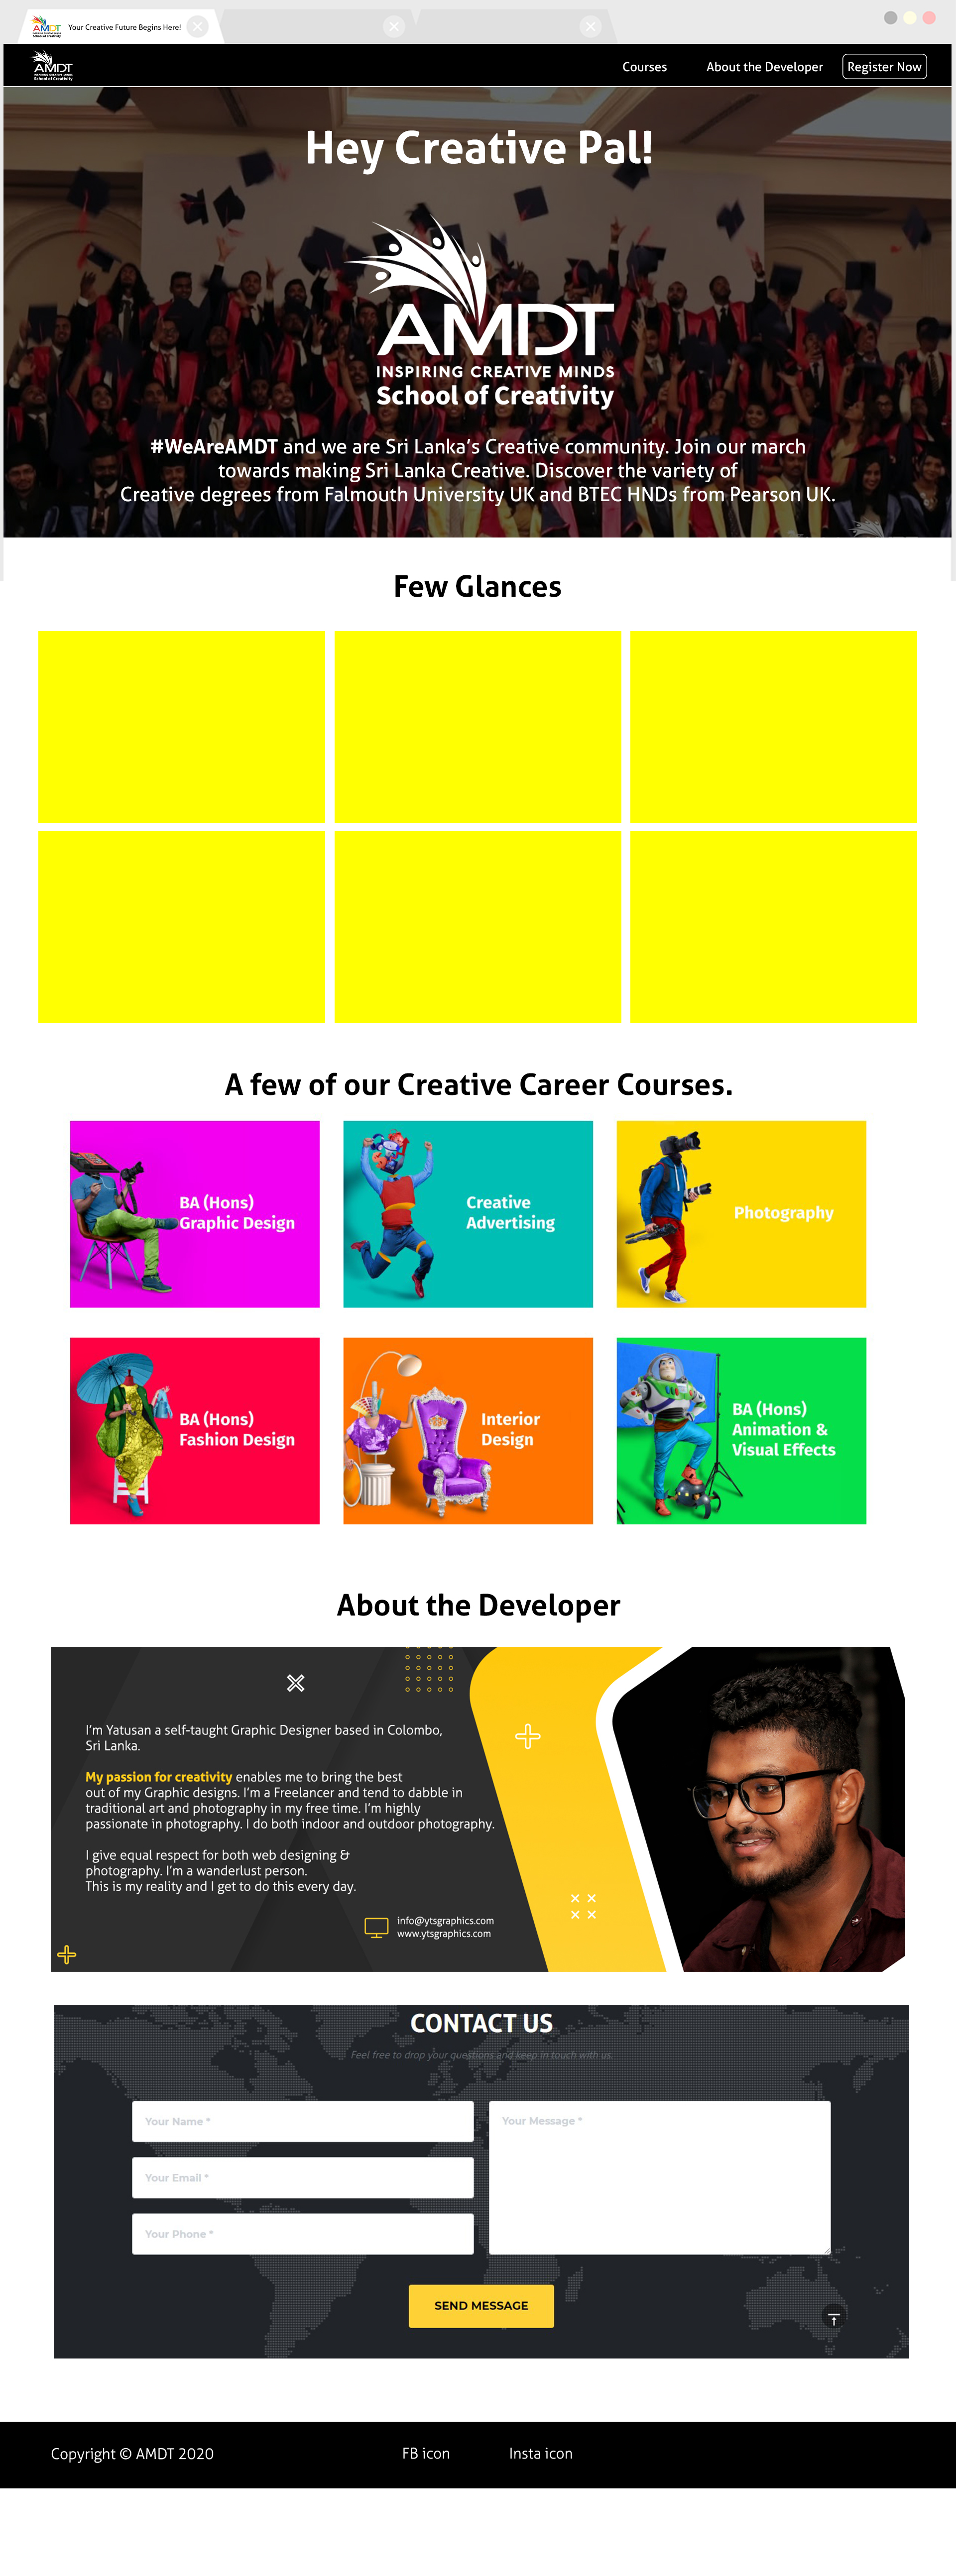 AMDT
School of Creativity
Your Creative Future Begins Here!
AMDT
INSPIRING CREATIVE MINDS
School of Creativity
Courses
About the Developer
Register Now
Hey Creative Pal!
AMDT
INSPIRING CREATIVE MINDS
School of Creativity
#WeAreAMDT and we are Sri Lanka’s Creative community. Join our march
towards making Sri Lanka Creative. Discover the variety of
Creative degrees from Falmouth University UK and BTEC HNDs from Pearson UK.
Few Glances
A few of our Creative Career Courses.
BA (Hons)
Graphic Design
Creative
Advertising
Photography
BA (Hons)
Fashion Design
Interior
Design
BA (Hons)
Animation &
Visual Effects
About the Developer
I’m Yatusan a self-taught Graphic Designer based in Colombo,
Sri Lanka.
My passion for creativity enables me to bring the best
out of my Graphic designs. I’m a Freelancer and tend to dabble in
traditional art and photography in my free time. I’m highly
passionate in photography. I do both indoor and outdoor photography.
I give equal respect for both web designing &
photography. I’m a wanderlust person.
This is my reality and I get to do this every day.
info@ytsgraphics.com
www.ytsgraphics.com
CONTACT US
Feel free to drop your questions and keep in touch with us.
Your Name *
Your Message *
Your Email *
Your Phone *
SEND MESSAGE
Copyright © AMDT 2020
FB icon
Insta icon